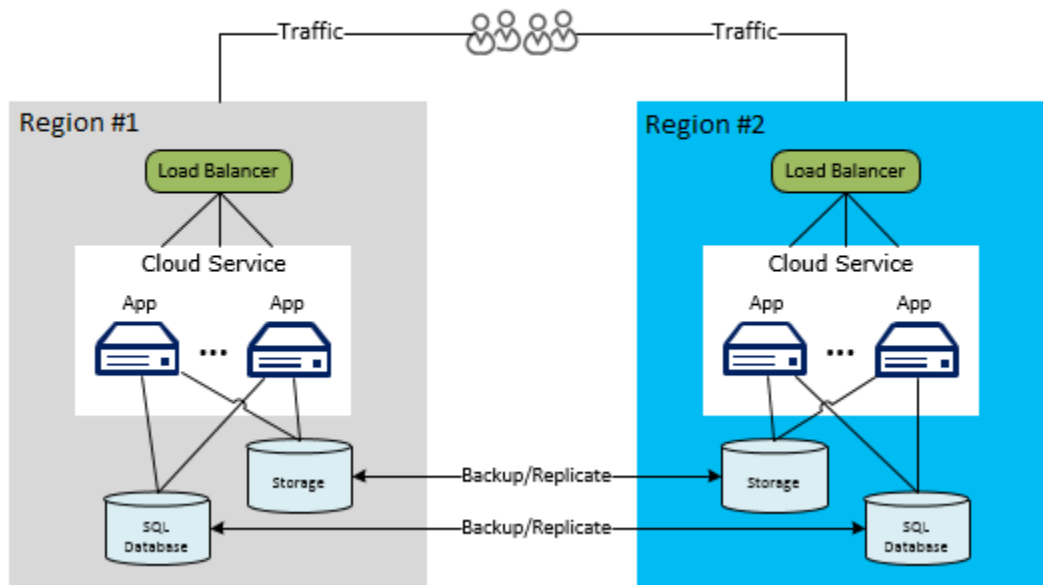 Traffic
Traffic
Region #1
Region #2
Load Balancer
Load Balancer
Cloud Service
Cloud Service
App
App
App
App
...
...
Storage
Backup/Replicate
Storage
SQL
Database
Backup/Replicate
SQL
Database